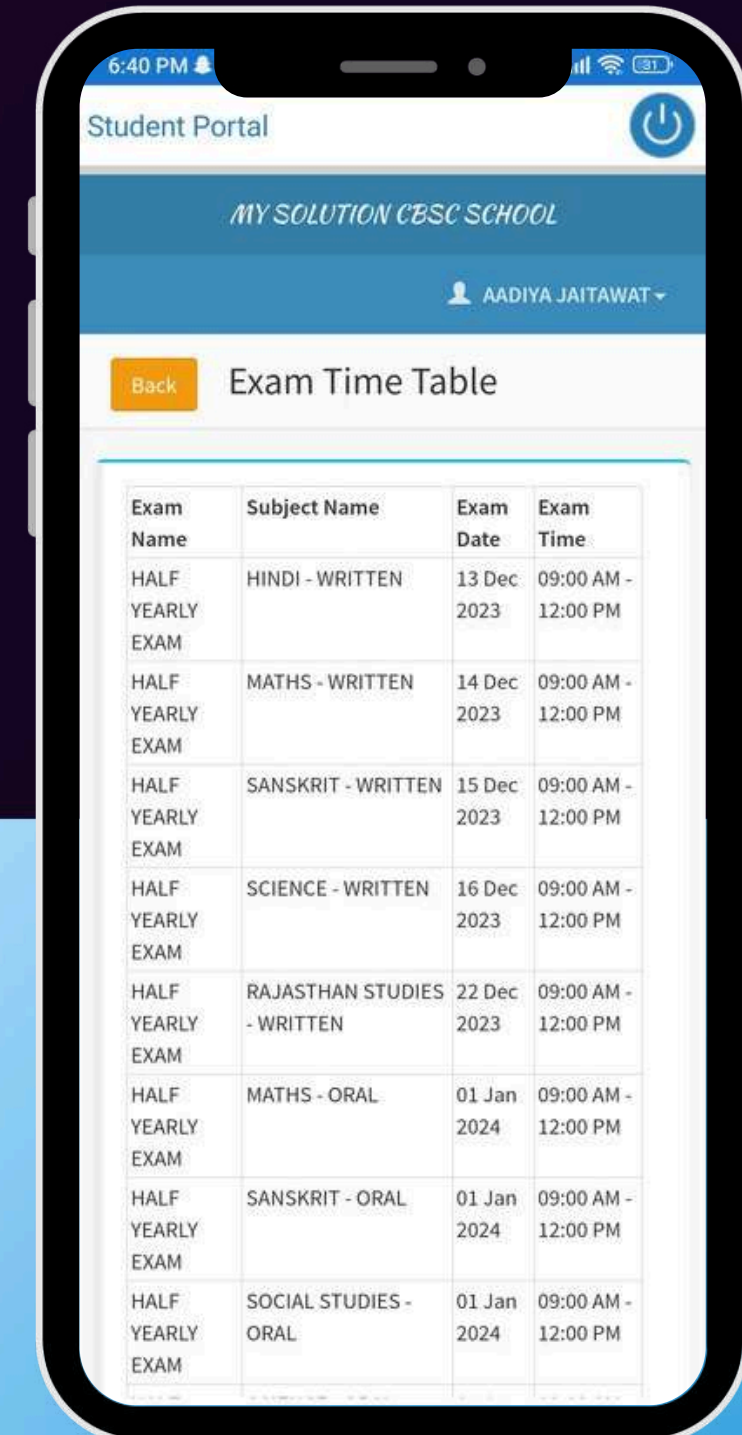 6:40 PM
31
Student Portal
MY SOLUTION CBSC SCHOOL
AADIYA JAITAWAT
Back
Exam Time Table
Exam Name Subject Name Exam Date Exam Time
HALF YEARLY EXAM HINDI - WRITTEN 13 Dec 2023 09:00 AM - 12:00 PM
HALF YEARLY EXAM MATHS - WRITTEN 14 Dec 2023 09:00 AM - 12:00 PM
HALF YEARLY EXAM SANSKRIT - WRITTEN 15 Dec 2023 09:00 AM - 12:00 PM
HALF YEARLY EXAM SCIENCE - WRITTEN 16 Dec 2023 09:00 AM - 12:00 PM
HALF YEARLY EXAM RAJASTHAN STUDIES - WRITTEN 22 Dec 2023 09:00 AM - 12:00 PM
HALF YEARLY EXAM MATHS - ORAL 01 Jan 2024 09:00 AM - 12:00 PM
HALF YEARLY EXAM SANSKRIT - ORAL 01 Jan 2024 09:00 AM - 12:00 PM
HALF YEARLY EXAM SOCIAL STUDIES - ORAL 01 Jan 2024 09:00 AM - 12:00 PM